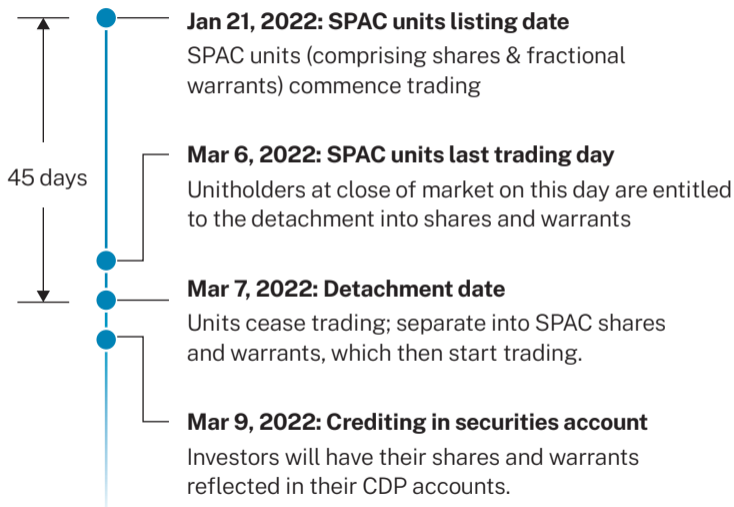 Jan 21, 2022: SPAC units listing date
SPAC units (comprising shares & fractional
warrants) commence trading
45 days
Mar 6, 2022: SPAC units last trading day
Unitholders at close of market on this day are entitled
to the detachment into shares and warrants
Mar 7, 2022: Detachment date
Units cease trading; separate into SPAC shares
and warrants, which then start trading.
Mar 9, 2022: Crediting in securities account
Investors will have their shares and warrants
reflected in their CDP accounts.